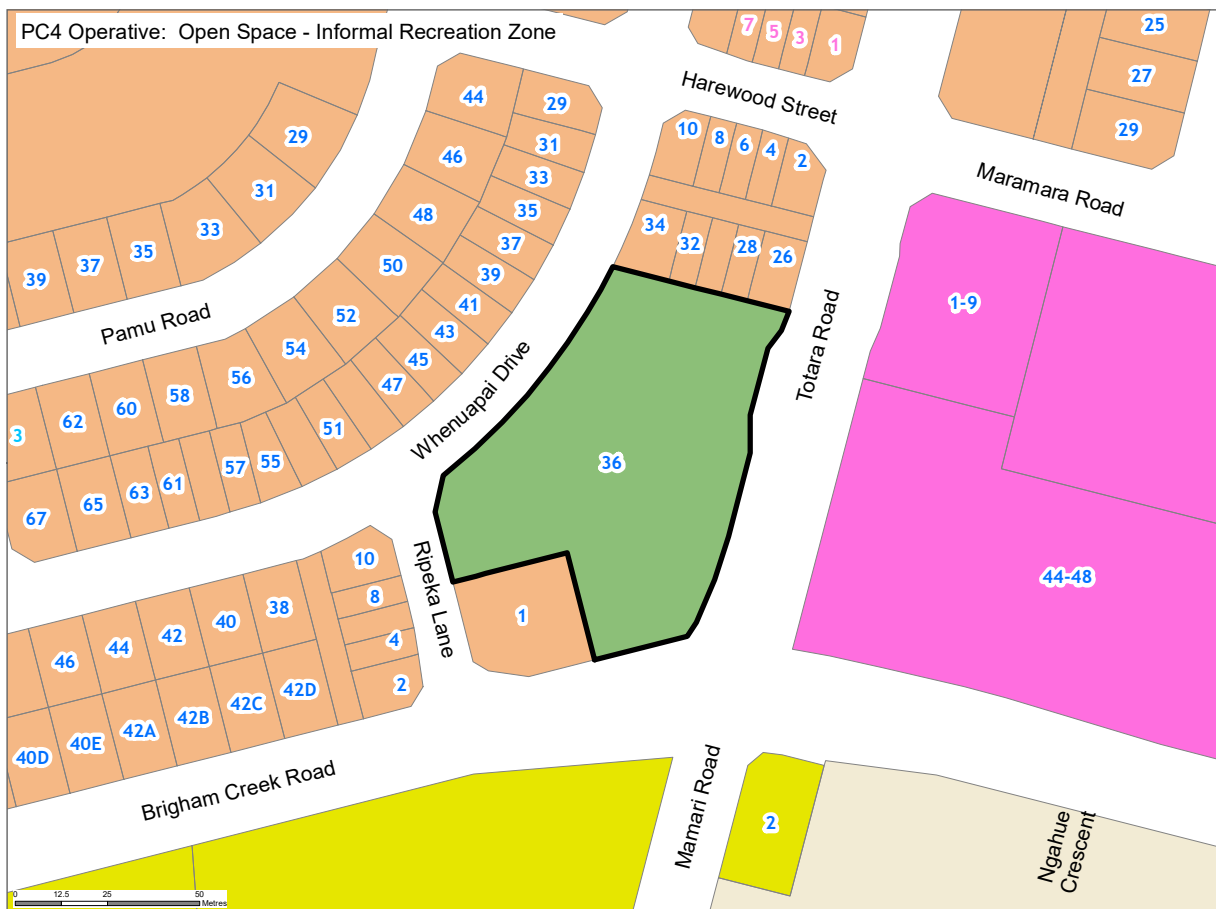 PC4 Operative: Open Space - Informal Recreation Zone
7 5 3 1
25
27
29
Harewood Street
44 29
46 31
33
48 35
50 37
39
52 41
43
54 45
56 47
58 51
60
62 55
57
3 61
63
65
67
29
31
33
35
37
39
Pamu Road
10 8 6 4 2
34 32 28 26
Maramara Road
1-9
Totara Road
Whenuapai Drive
36
44-48
Ripeka Lane
1
10
8
4
2
38
40
42
44
46
42D
42C
42B
42A
40E
40D
Brigham Creek Road
Mamari Road
2
Ngahue
Crescent
0 12.5 25 50
Metres